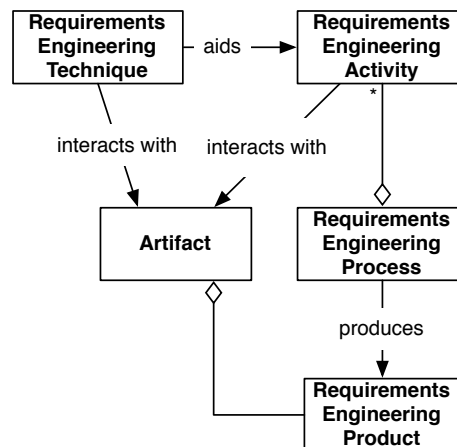 Requirements
Engineering
Technique
aids
Requirements
Engineering
Activity
*
interacts with
interacts with
Artifact
Requirements
Engineering
Process
produces
Requirements
Engineering
Product